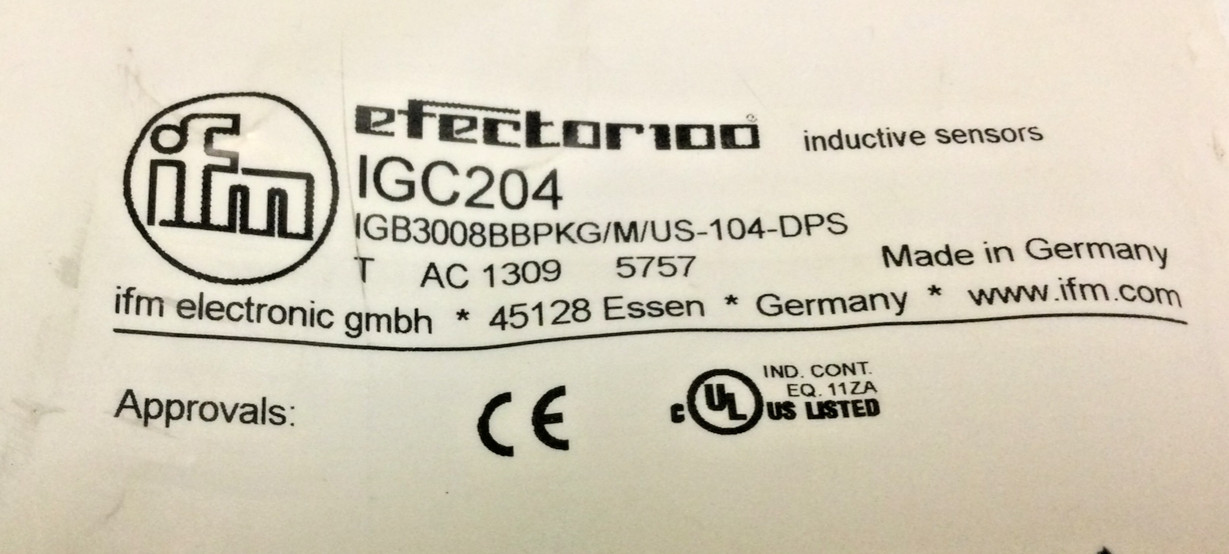 ifm
efector100® inductive sensors
IGC204
IGB3008BBPKG/M/US-104-DPS
T AC 1309 5757 Made in Germany
ifm electronic gmbh * 45128 Essen * Germany * www.ifm.com
Approvals:
CE
c UL US LISTED
IND. CONT.
EQ. 11ZA